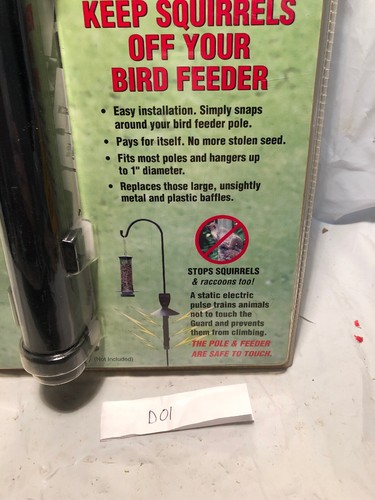 KEEP SQUIRRELS
OFF YOUR
BIRD FEEDER
• Easy installation. Simply snaps
around your bird feeder pole.
• Pays for itself. No more stolen seed.
• Fits most poles and hangers up
to 1" diameter.
• Replaces those large, unsightly
metal and plastic baffles.
STOPS SQUIRRELS
& raccoons too!
A static electric
pulse trains animals
not to touch the
Guard and prevents
them from climbing.
THE POLE & FEEDER
ARE SAFE TO TOUCH.
(Not included)
D01